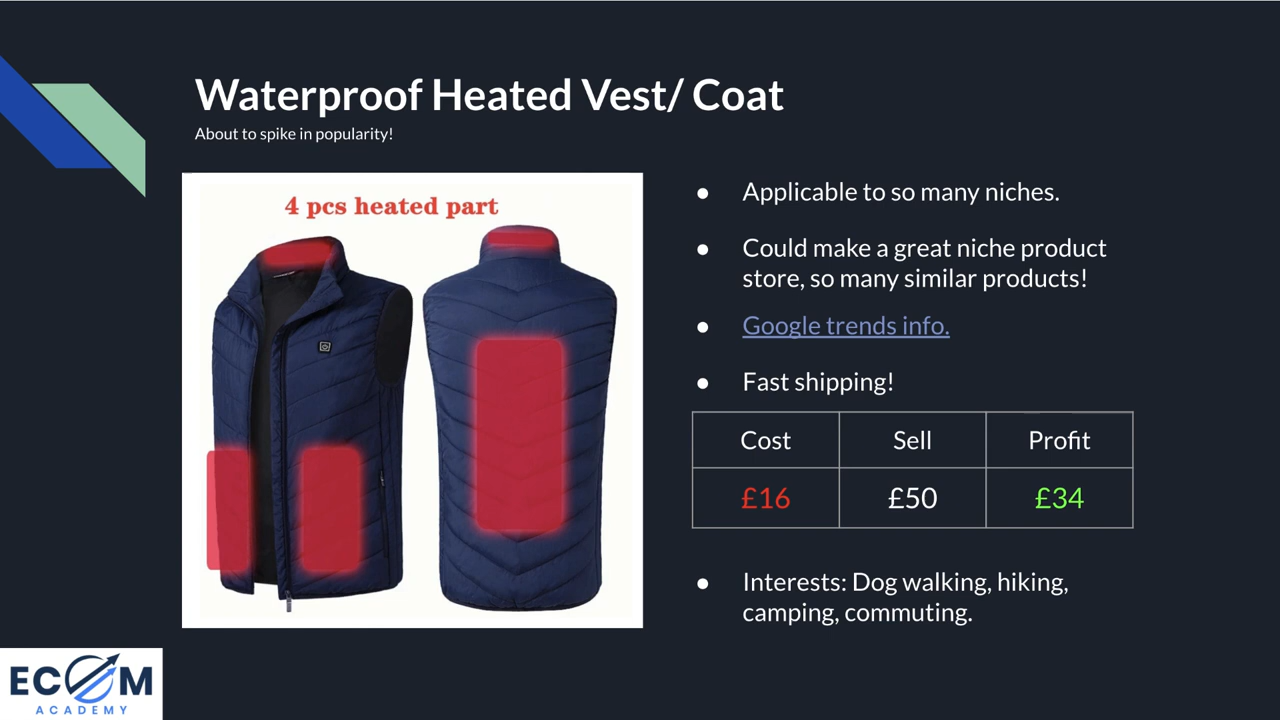 Waterproof Heated Vest/ Coat
About to spike in popularity!
4 pcs heated part
● Applicable to so many niches.
● Could make a great niche product
store, so many similar products!
● Google trends info.
● Fast shipping!
Cost Sell Profit
£16 £50 £34
● Interests: Dog walking, hiking,
camping, commuting.
ECOM
ACADEMY